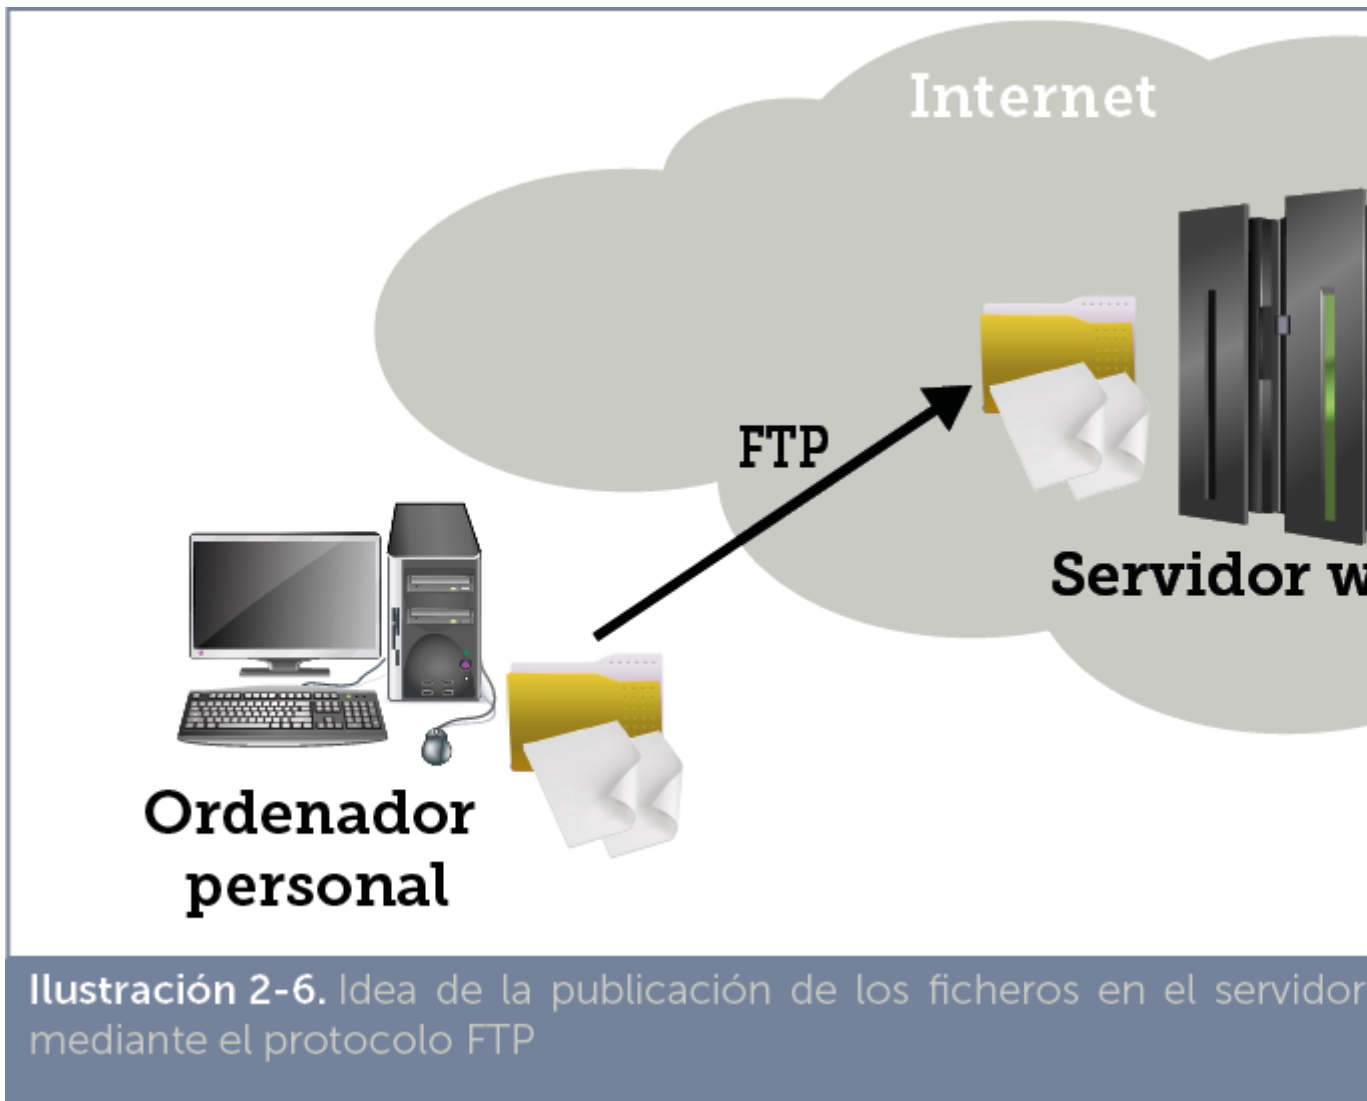 Internet
FTP
Servidor w
Ordenador
personal
Ilustración 2-6. Idea de la publicación de los ficheros en el servidor
mediante el protocolo FTP